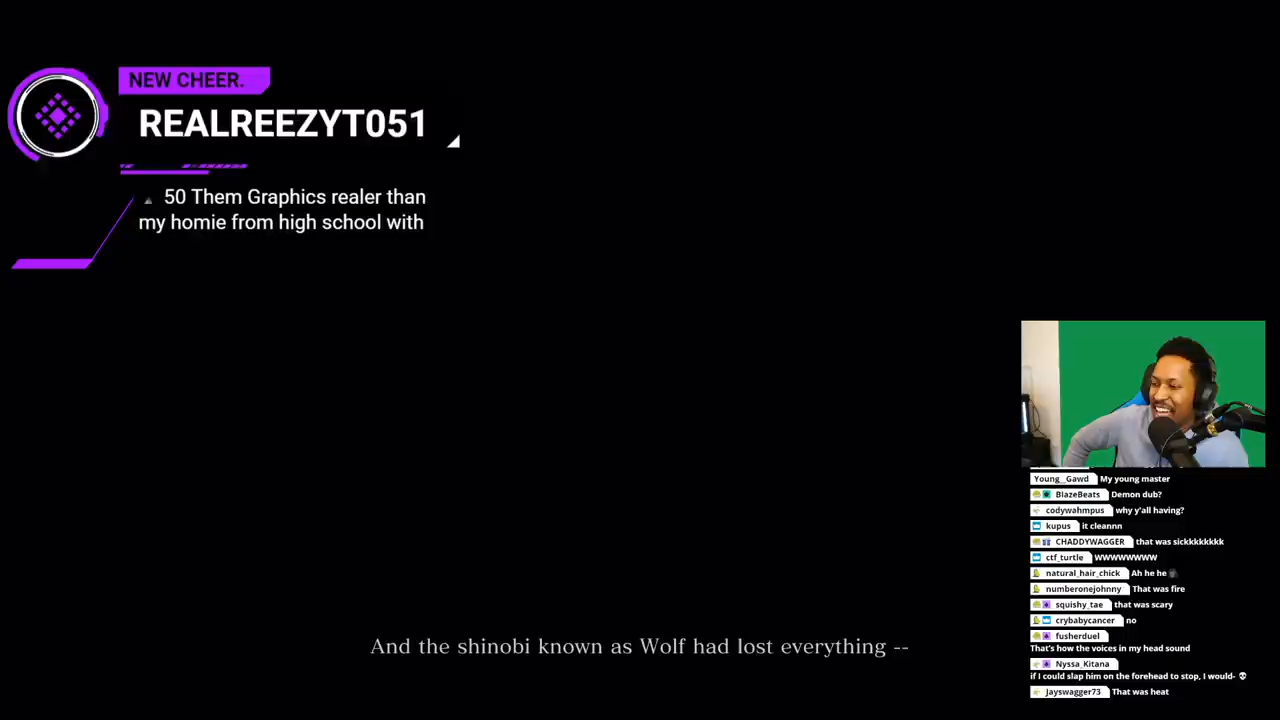 NEW CHEER.
REALREEZYT051
50 Them Graphics realer than
my homie from high school with
Young__Gawd My young master
BlazeBeats Demon dub?
codywahmpus why y'all having?
kupus it cleannn
CHADDYWAGGER that was sickkkkkkkk
ctf_turtle WWWWWWWW
natural_hair_chick Ah he he
numberonejohnny That was fire
squishy_tae that was scary
crybabycancer no
fusherduel
That's how the voices in my head sound
Nyssa_Kitana
if I could slap him on the forehead to stop, I would-
Jayswagger73 That was heat
And the shinobi known as Wolf had lost everything --